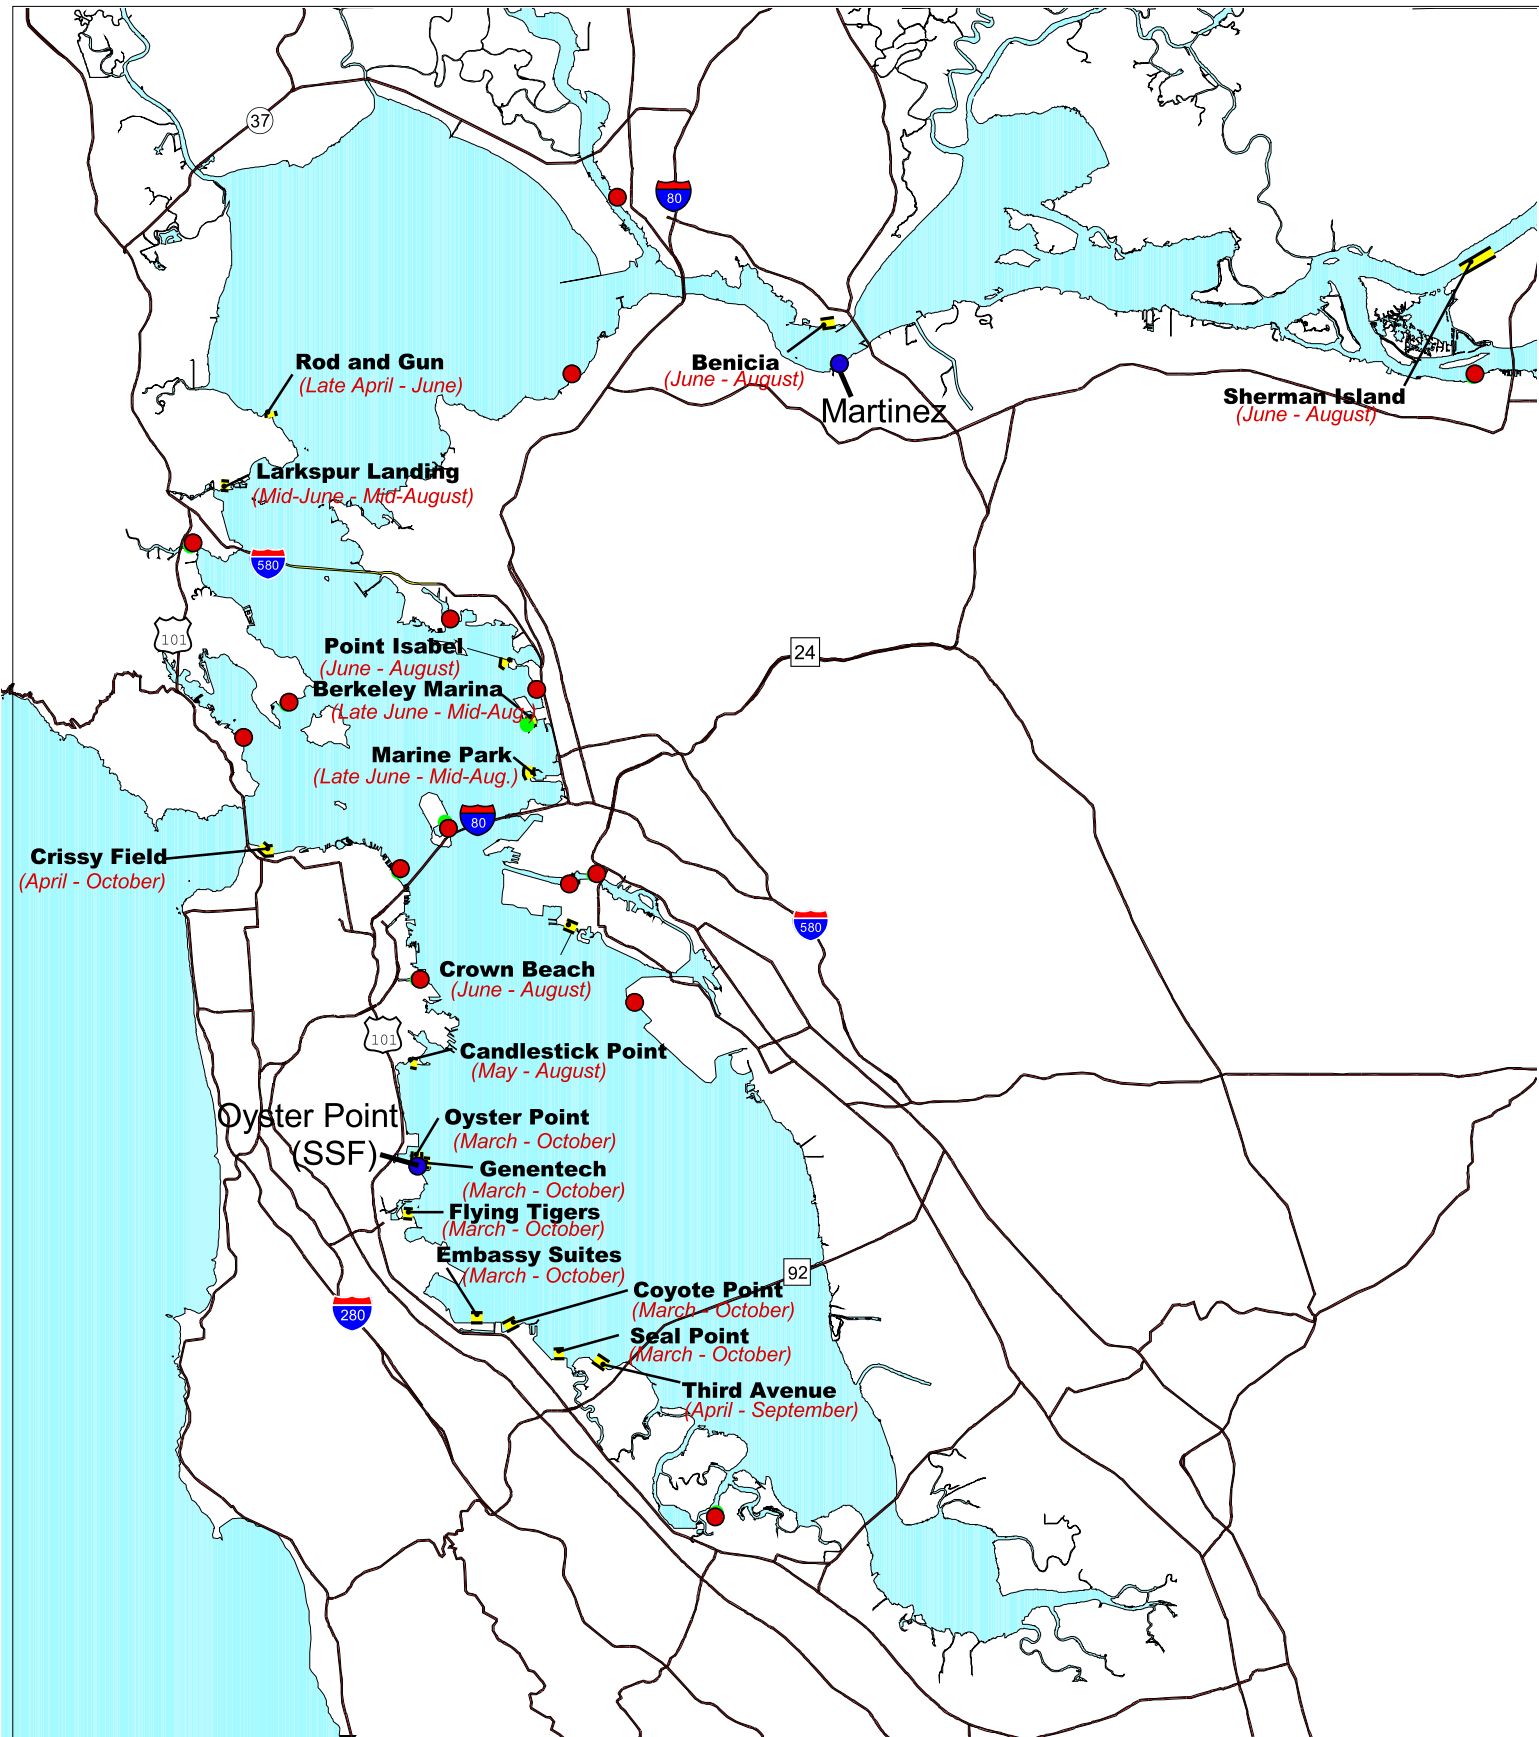 37
80
Rod and Gun
(Late April - June)
Benicia
(June - August)
Martinez
Sherman Island
(June - August)
Larkspur Landing
(Mid-June - Mid-August)
580
101
Point Isabel
(June - August)
24
Berkeley Marina
(Late June - Mid-Aug.)
Marine Park
(Late June - Mid-Aug.)
80
Crissy Field
(April - October)
580
Crown Beach
(June - August)
101
Candlestick Point
(May - August)
Oyster Point
(SSF)
Oyster Point
(March - October)
Genentech
(March - October)
Flying Tigers
(March - October)
Embassy Suites
(March - October)
92
Coyote Point
(March - October)
280
Seal Point
(March - October)
Third Avenue
(April - September)